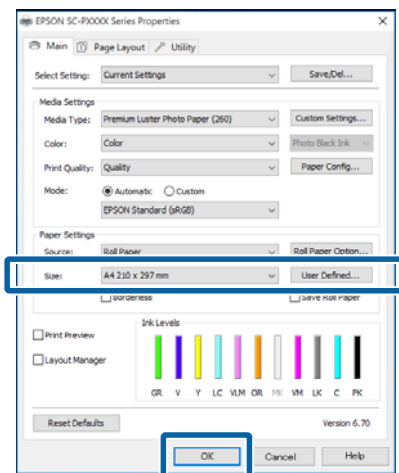 EPSON SC-PXXXX Series Properties
Main Page Layout Utility
Select Setting: Current Settings Save/Del...
Media Settings
Media Type: Premium Luster Photo Paper (260) Custom Settings...
Color: Color Photo Black Ink
Print Quality: Quality Paper Config...
Mode: Automatic Custom
EPSON Standard (sRGB)
Paper Settings
Source: Roll Paper Roll Paper Option...
Size: A4 210 x 297 mm User Defined...
Borderless Save Roll Paper
Ink Levels
Print Preview
Layout Manager
GR V Y LC VLM OR MK VM LK C PK
Reset Defaults Version 6.70
OK Cancel Help